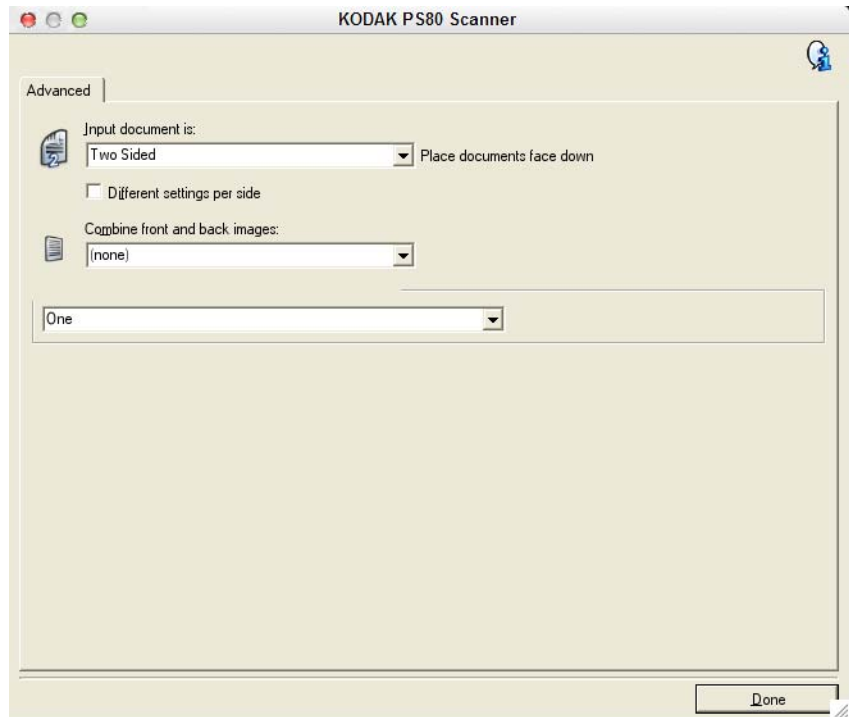 KODAK PS80 Scanner
Advanced
Input document is:
Two Sided Place documents face down
Different settings per side
Combine front and back images:
(none)
One
Done